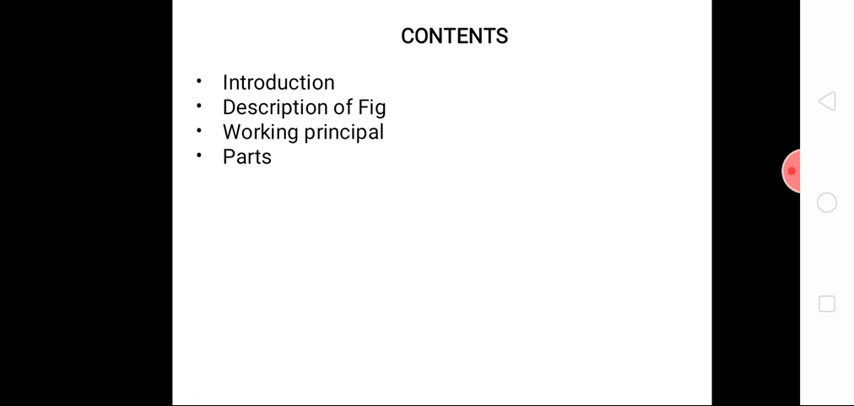 CONTENTS
• Introduction
• Description of Fig
• Working principal
• Parts